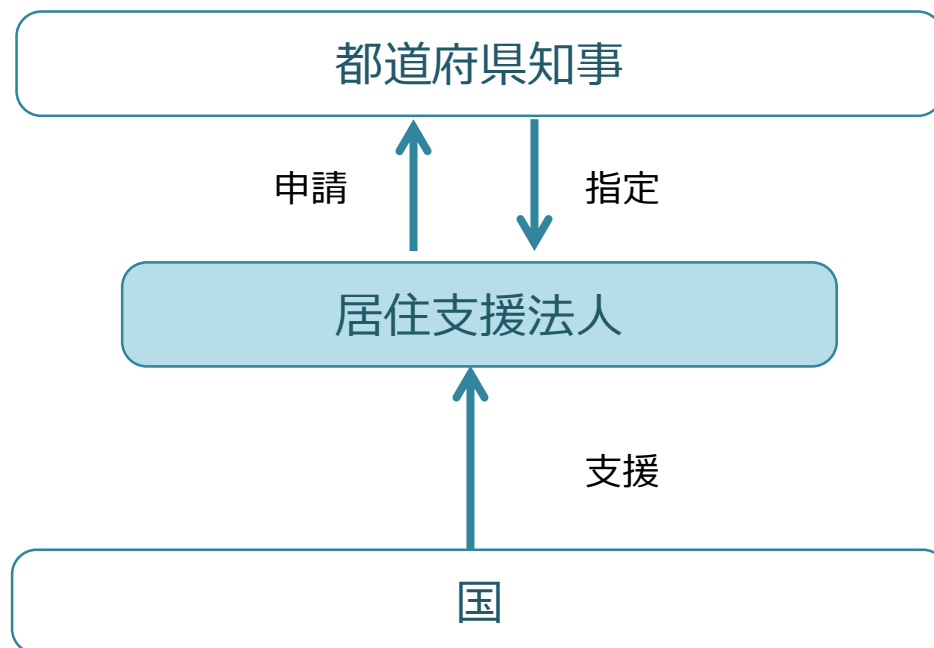 都道府県知事
申請
指定
居住支援法人
支援
国